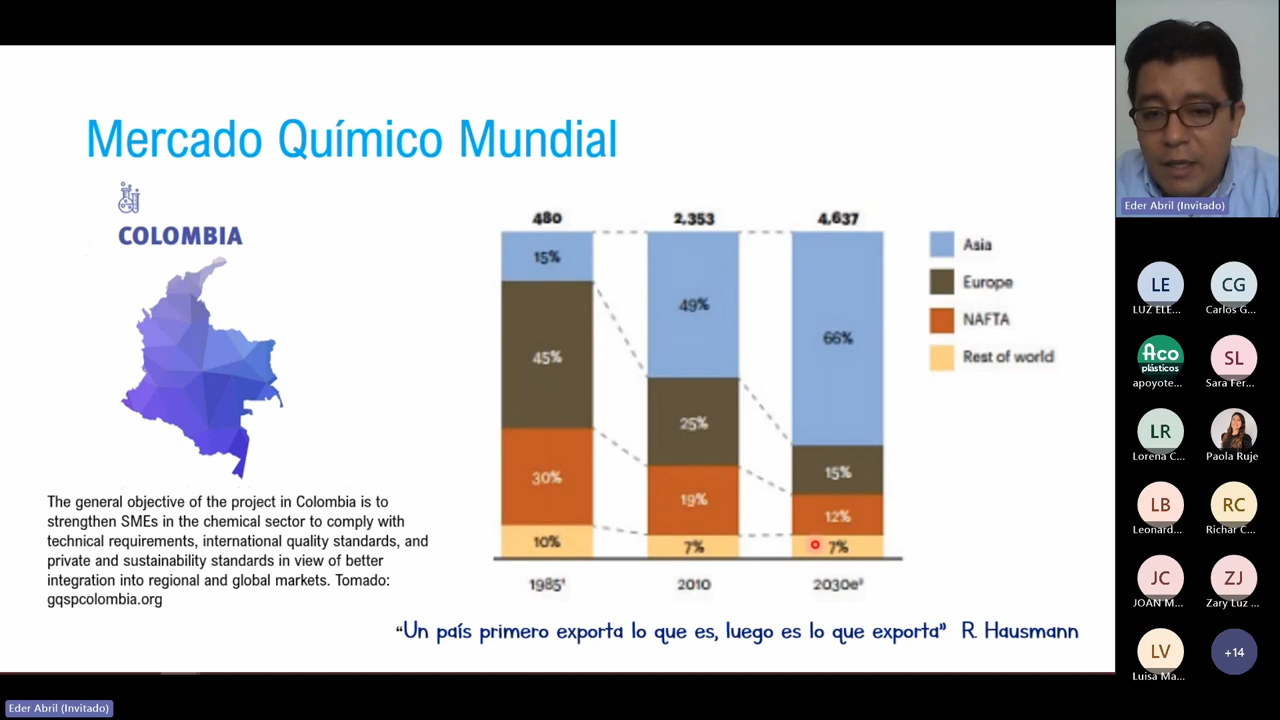 Mercado Químico Mundial
COLOMBIA
The general objective of the project in Colombia is to
strengthen SMEs in the chemical sector to comply with
technical requirements, international quality standards, and
private and sustainability standards in view of better
integration into regional and global markets. Tomado:
gqspcolombia.org
480
2,353
4,637
15%
49%
66%
45%
25%
15%
30%
19%
12%
10%
7%
7%
1985¹
2010
2030e²
Asia
Europe
NAFTA
Rest of world
“Un país primero exporta lo que es, luego es lo que exporta” R. Hausmann
Eder Abril (Invitado)
LE
CG
LUZ ELE...
Carlos G...
Aco
plásticos
SL
apoyote...
Sara Fer...
LR
Lorena C...
Paola Ruje
LB
RC
Leonard...
Richar C...
JC
ZJ
JOAN M...
Zary Luz ...
LV
+14
Luisa Ma...
Eder Abril (Invitado)